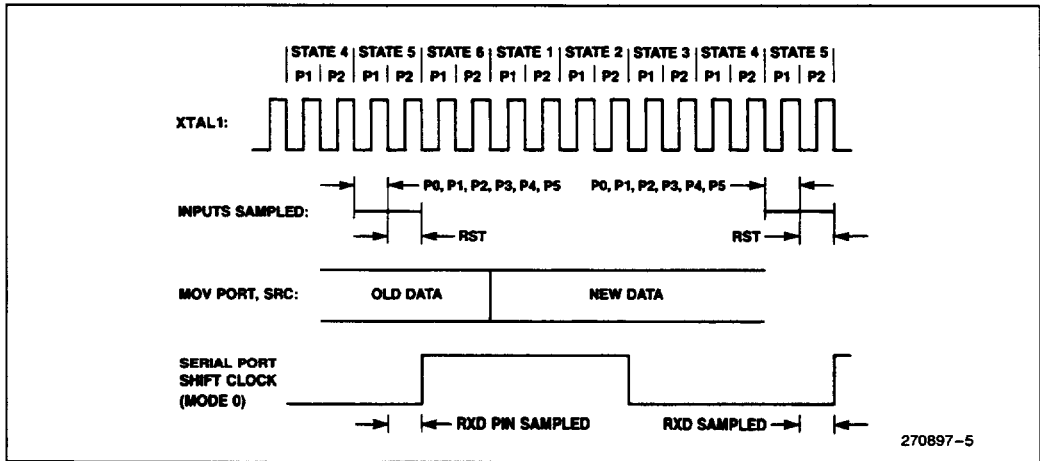 STATE 4 STATE 5 STATE 6 STATE 1 STATE 2 STATE 3 STATE 4 STATE 5
P1 P2 P1 P2 P1 P2 P1 P2 P1 P2 P1 P2 P1 P2 P1 P2
XTAL1:
P0, P1, P2, P3, P4, P5 P0, P1, P2, P3, P4, P5
INPUTS SAMPLED:
RST RST
MOV PORT, SRC: OLD DATA NEW DATA
SERIAL PORT
SHIFT CLOCK
(MODE 0)
RXD PIN SAMPLED RXD SAMPLED
270897–5